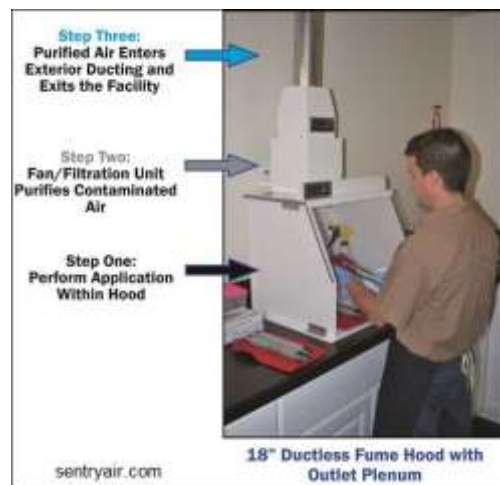 Step Three:
Purified Air Enters
Exterior Ducting and
Exits the Facility
Step Two:
Fan/Filtration Unit
Purifies Contaminated
Air
Step One:
Perform Application
Within Hood
sentryair.com
18" Ductless Fume Hood with
Outlet Plenum